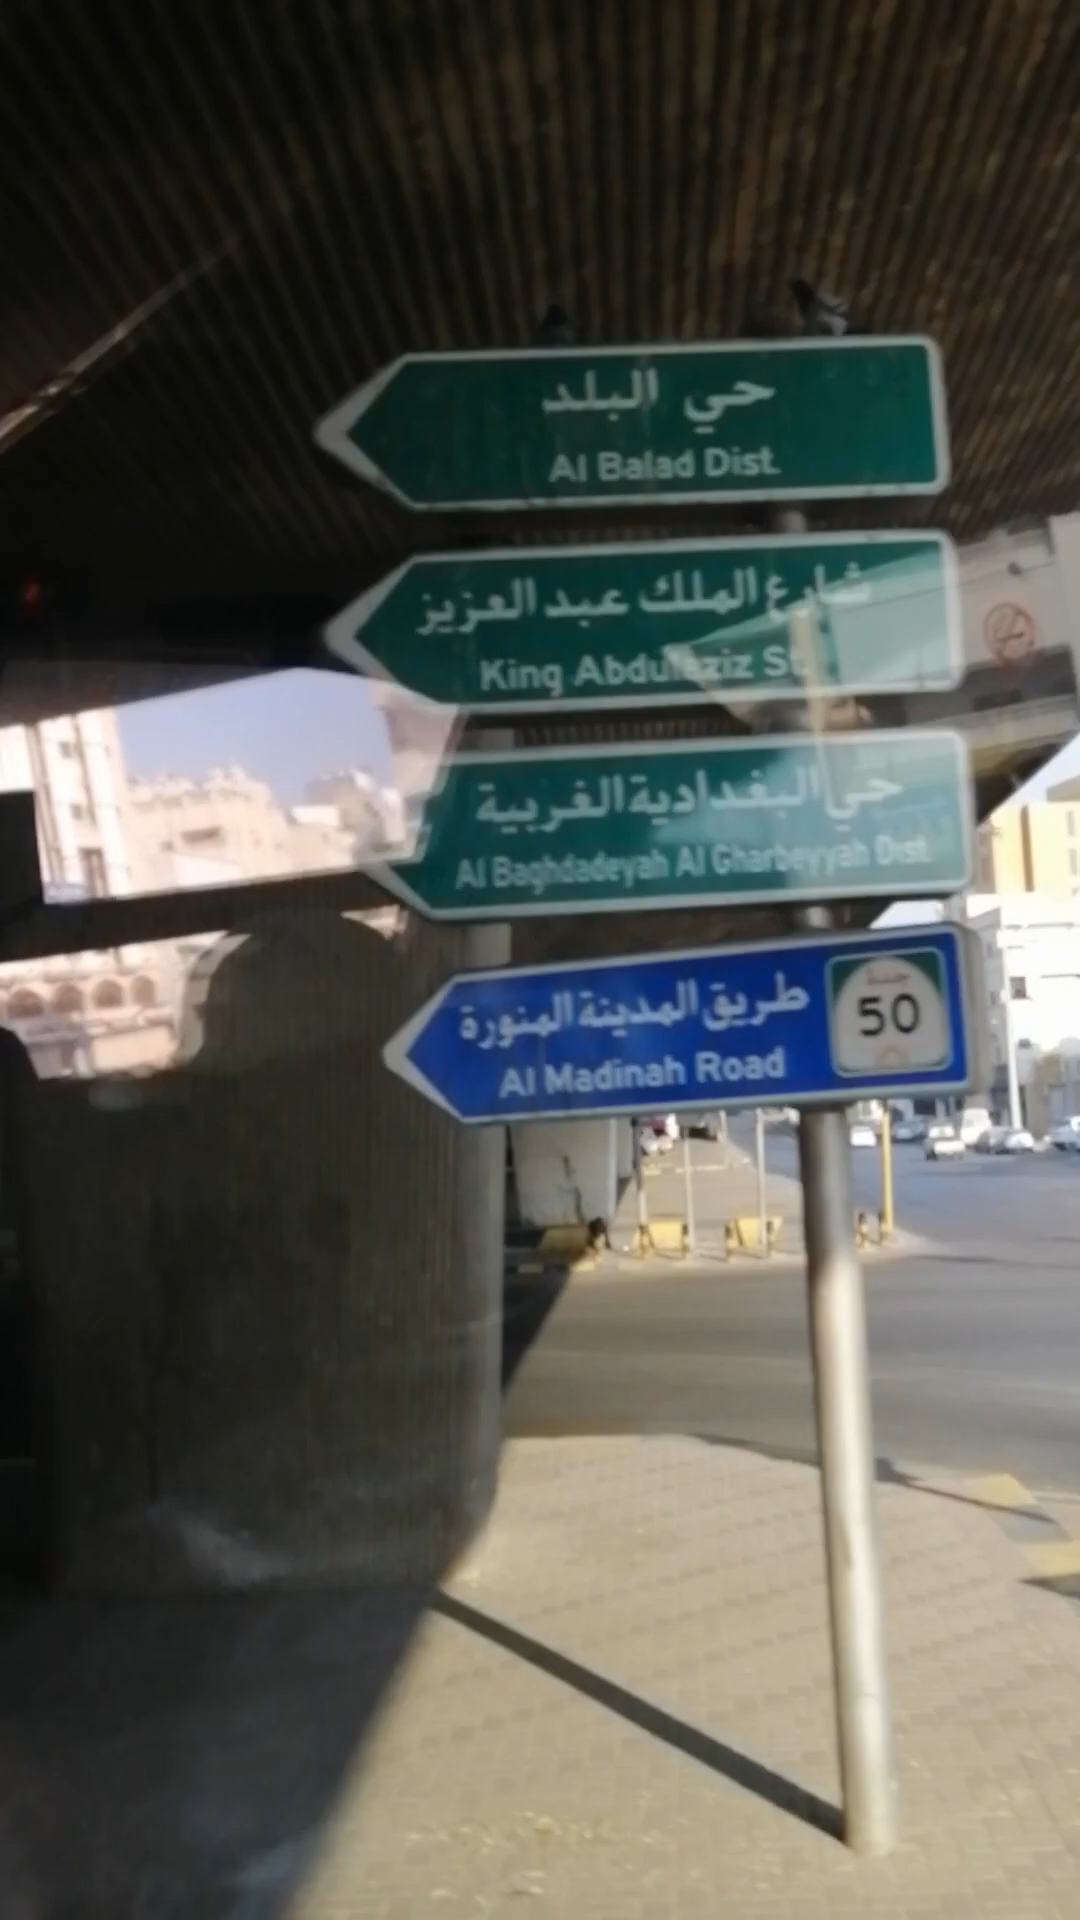 حي البلد
Al Balad Dist.
شارع الملك عبد العزيز
King Abdulaziz St.
حي البغدادية الغربية
Al Baghdadeyah Al Gharbeyyah Dist.
طريق المدينة المنورة
Al Madinah Road
جدة
50